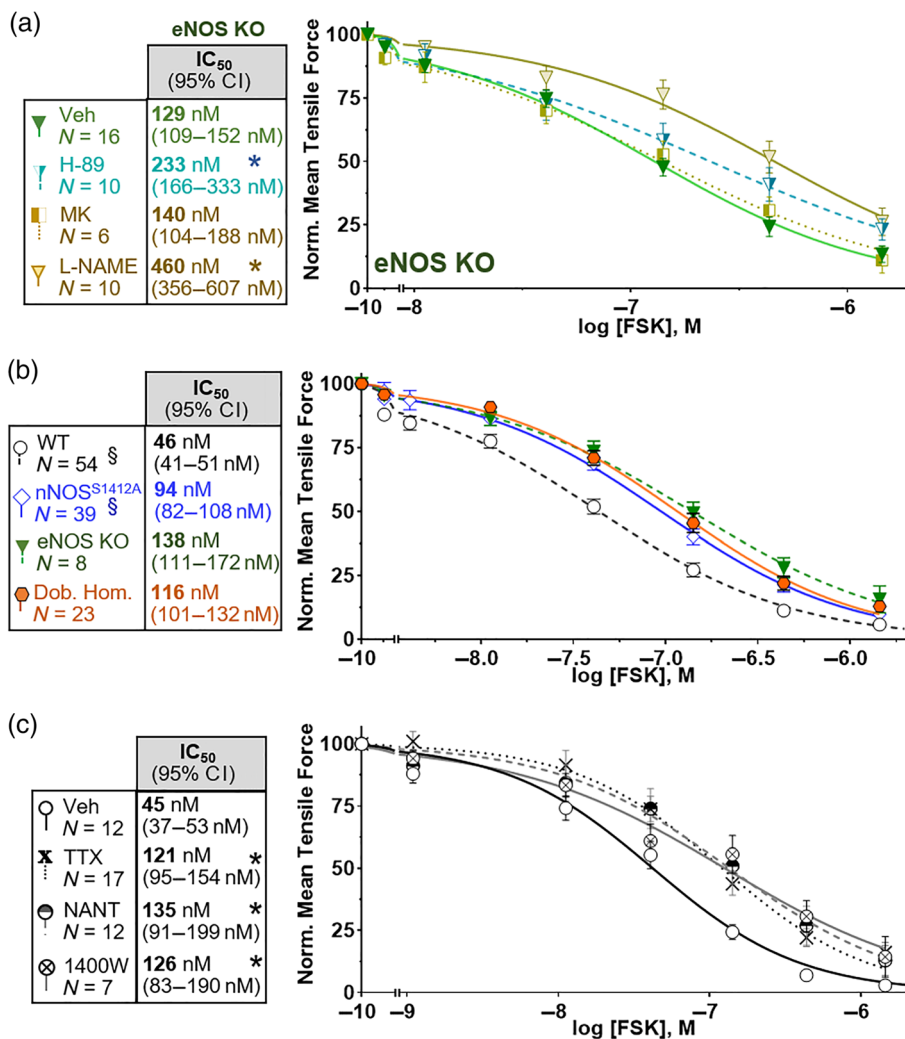 (a)
eNOS KO
IC50
(95% CI)
Veh
N = 16
129 nM
(109–152 nM)
H-89
N = 10
233 nM *
(166–333 nM)
MK
N = 6
140 nM
(104–188 nM)
L-NAME
N = 10
460 nM *
(356–607 nM)
Norm. Mean Tensile Force
100
75
50
25
0
eNOS KO
–10 –8 –7 –6
log [FSK], M
(b)
IC50
(95% CI)
WT
N = 54 §
46 nM
(41–51 nM)
nNOSS1412A
N = 39 §
94 nM
(82–108 nM)
eNOS KO
N = 8
138 nM
(111–172 nM)
Dob. Hom.
N = 23
116 nM
(101–132 nM)
Norm. Mean Tensile Force
100
75
50
25
0
–10 –8.0 –7.5 –7.0 –6.5 –6.0
log [FSK], M
(c)
IC50
(95% CI)
Veh
N = 12
45 nM
(37–53 nM)
TTX
N = 17
121 nM *
(95–154 nM)
NANT
N = 12
135 nM *
(91–199 nM)
1400W
N = 7
126 nM *
(83–190 nM)
Norm. Mean Tensile Force
100
75
50
25
0
–10 –9 –8 –7 –6
log [FSK], M